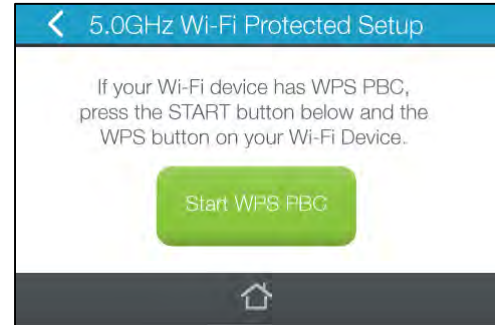 5.0GHz Wi-Fi Protected Setup
If your Wi-Fi device has WPS PBC,
press the START button below and the
WPS button on your Wi-Fi Device.
Start WPS PBC